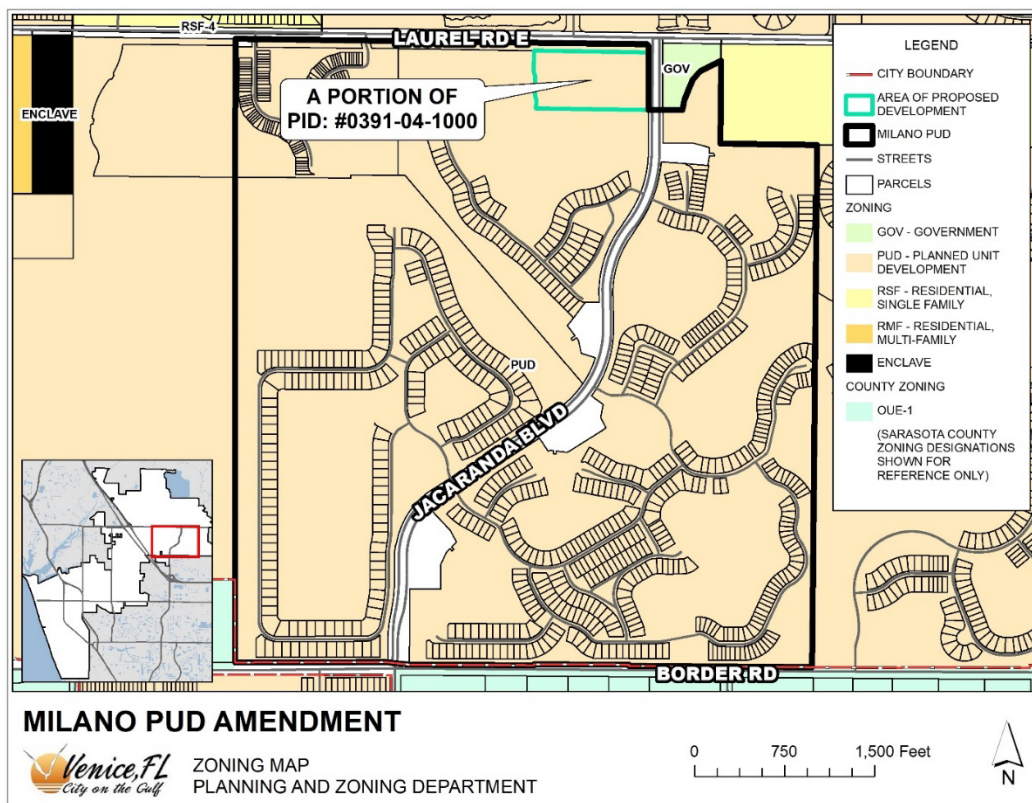 RSF-4
LAUREL RD E
GOV
ENCLAVE
A PORTION OF
PID: #0391-04-1000
PUD
JACARANDA BLVD
BORDER RD
LEGEND
CITY BOUNDARY
AREA OF PROPOSED
DEVELOPMENT
MILANO PUD
STREETS
PARCELS
ZONING
GOV - GOVERNMENT
PUD - PLANNED UNIT
DEVELOPMENT
RSF - RESIDENTIAL,
SINGLE FAMILY
RMF - RESIDENTIAL,
MULTI-FAMILY
ENCLAVE
COUNTY ZONING
OUE-1
(SARASOTA COUNTY
ZONING DESIGNATIONS
SHOWN FOR
REFERENCE ONLY)
MILANO PUD AMENDMENT
Venice, FL
City on the Gulf
ZONING MAP
PLANNING AND ZONING DEPARTMENT
0 750 1,500 Feet
N